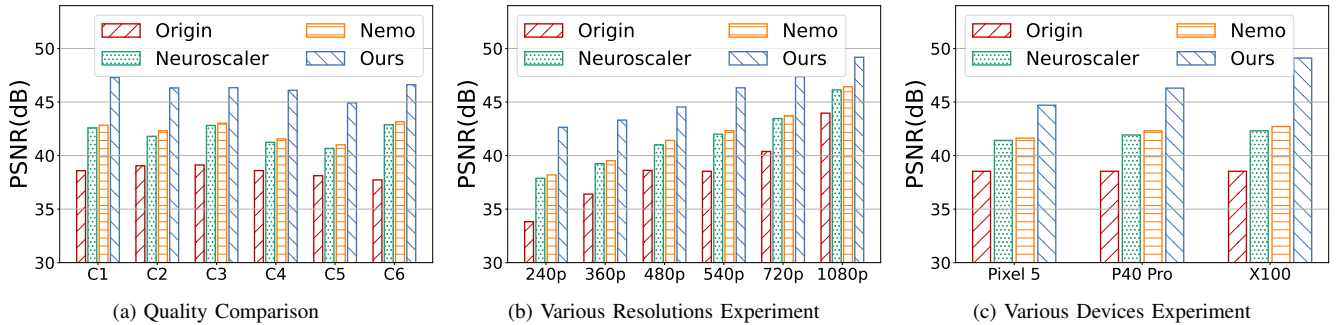 PSNR(dB)
50
45
40
35
30
Origin
Nemo
Neuroscaler
Ours
C1 C2 C3 C4 C5 C6
(a) Quality Comparison
PSNR(dB)
50
45
40
35
30
Origin
Nemo
Neuroscaler
Ours
240p 360p 480p 540p 720p 1080p
(b) Various Resolutions Experiment
PSNR(dB)
50
45
40
35
30
Origin
Nemo
Neuroscaler
Ours
Pixel 5 P40 Pro X100
(c) Various Devices Experiment